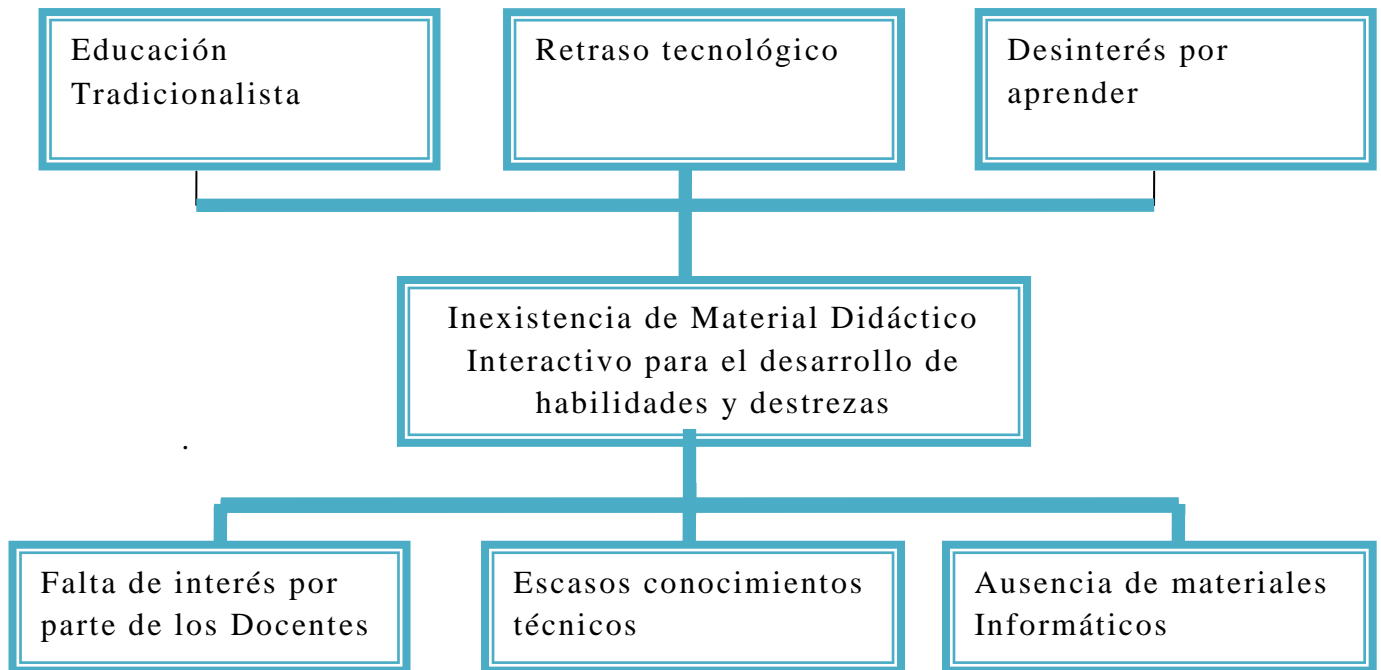 Educación
Tradicionalista
Retraso tecnológico
Desinterés por
aprender
Inexistencia de Material Didáctico
Interactivo para el desarrollo de
habilidades y destrezas
.
Falta de interés por
parte de los Docentes
Escasos conocimientos
técnicos
Ausencia de materiales
Informáticos